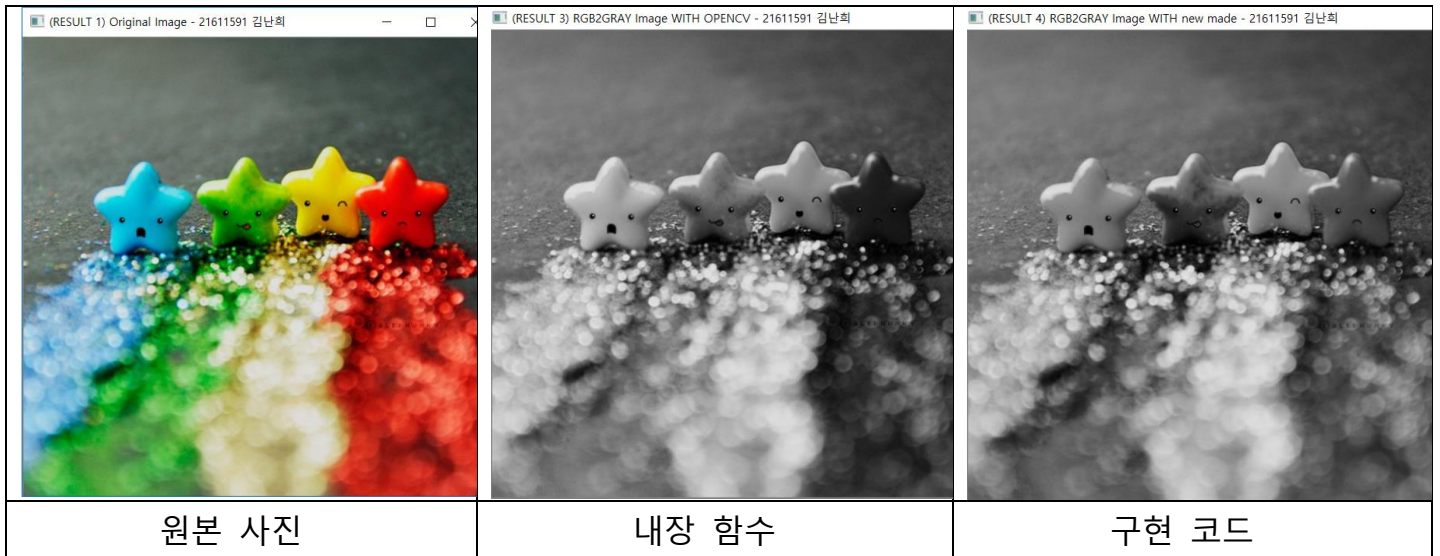 (RESULT 1) Original Image - 21611591 김난희
(RESULT 3) RGB2GRAY Image WITH OPENCV - 21611591 김난희
(RESULT 4) RGB2GRAY Image WITH new made - 21611591 김난희
원본 사진
내장 함수
구현 코드